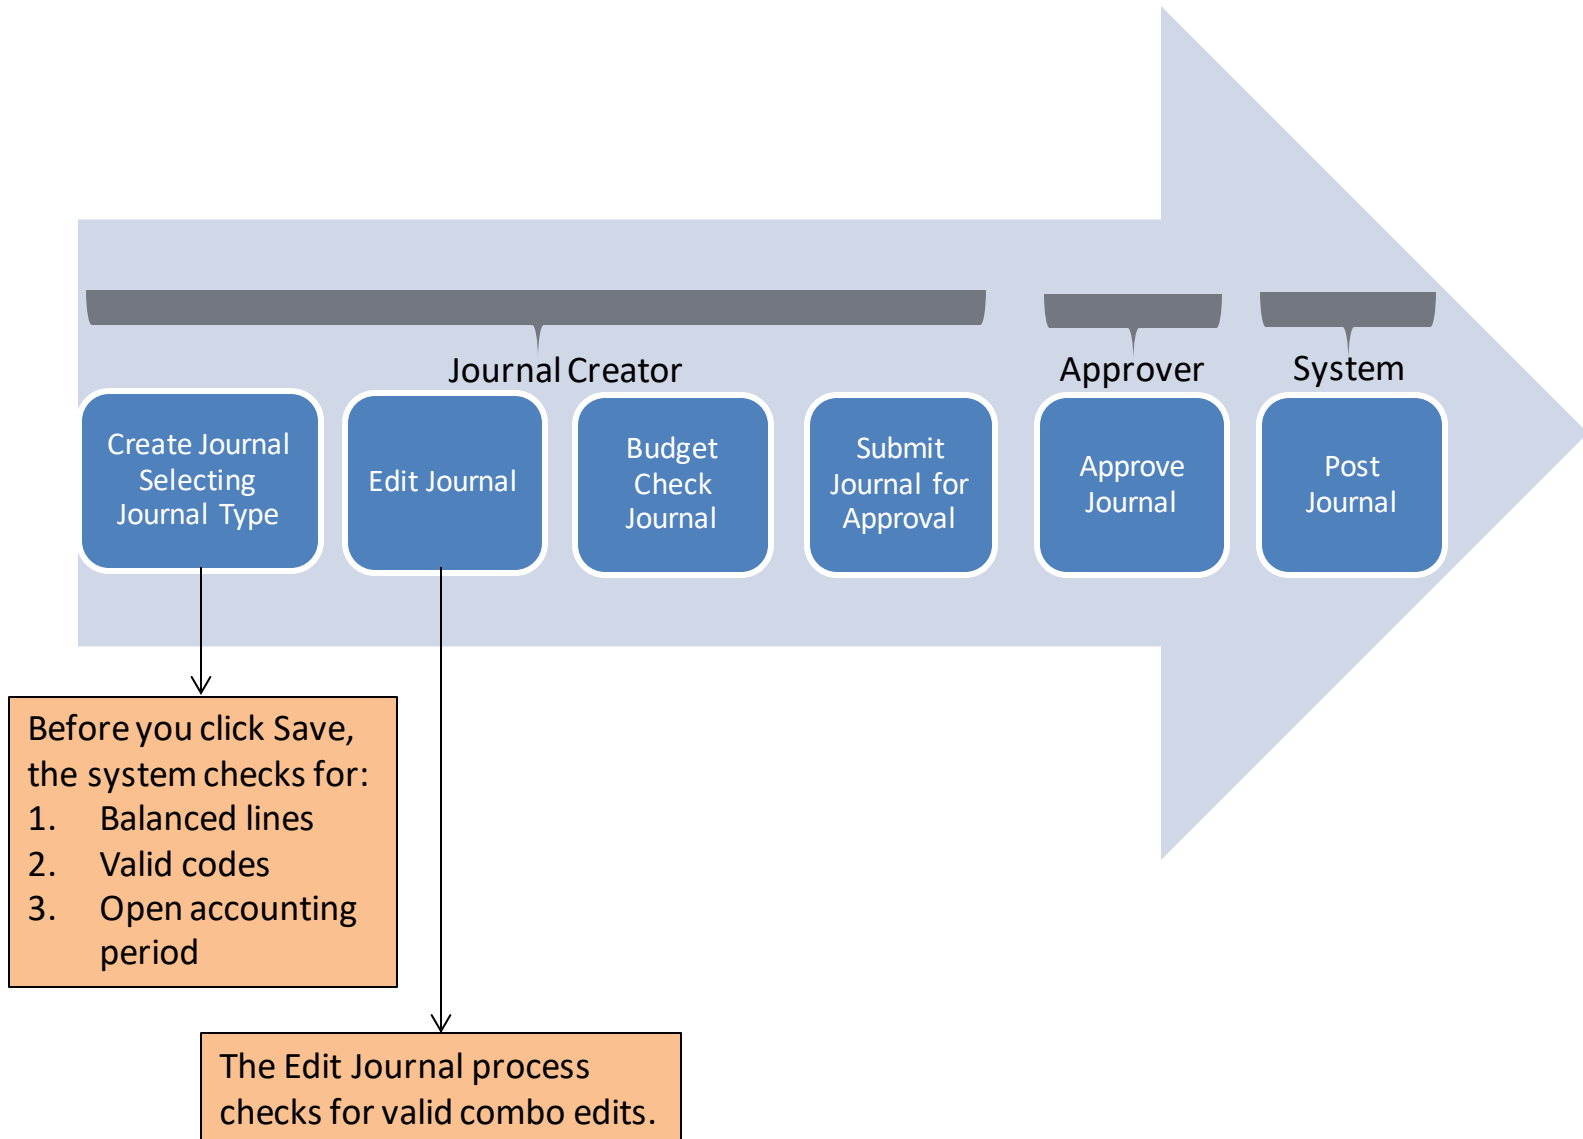 Journal Creator
Approver
System
Create Journal
Selecting
Journal Type
Edit Journal
Budget
Check
Journal
Submit
Journal for
Approval
Approve
Journal
Post
Journal
Before you click Save,
the system checks for:
1. Balanced lines
2. Valid codes
3. Open accounting
period
The Edit Journal process
checks for valid combo edits.